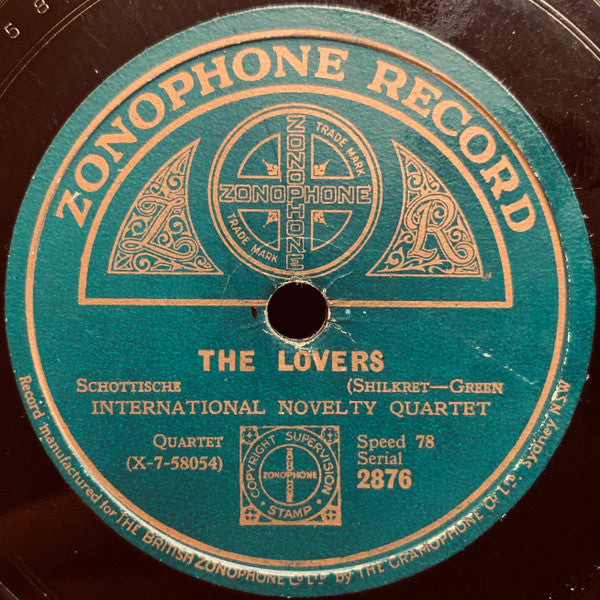 58
ZONOPHONE RECORD
ZONOPHONE
ZONOPHONE
TRADE MARK
TRADE MARK
Z
R
THE LOVERS
SCHOTTISCHE (SHILKRET—GREEN
INTERNATIONAL NOVELTY QUARTET
QUARTET
(X-7-58054)
COPYRIGHT SUPERVISION
ZONOPHONE
STAMP
Speed 78
Serial
2876
Record manufactured for THE BRITISH ZONOPHONE Co LTD. by THE GRAMOPHONE Co LTD. Sydney NSW